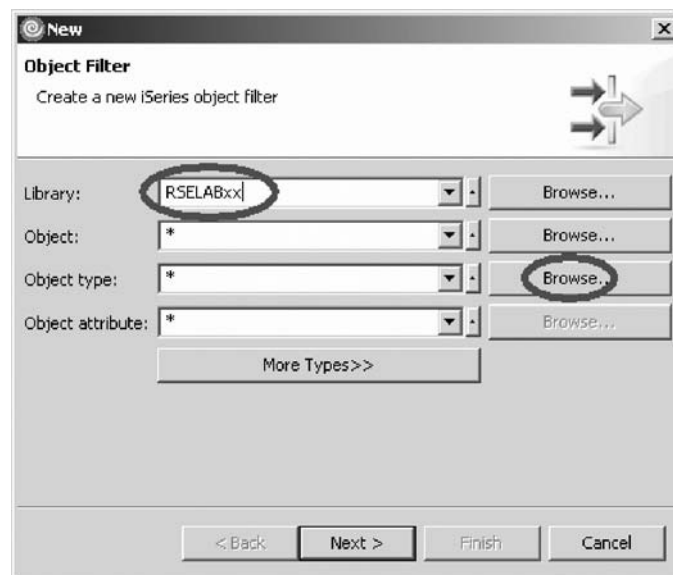 New
Object Filter
Create a new iSeries object filter
Library: RSELABxx Browse...
Object: * Browse...
Object type: * Browse...
Object attribute: * Browse...
More Types>>
< Back Next > Finish Cancel